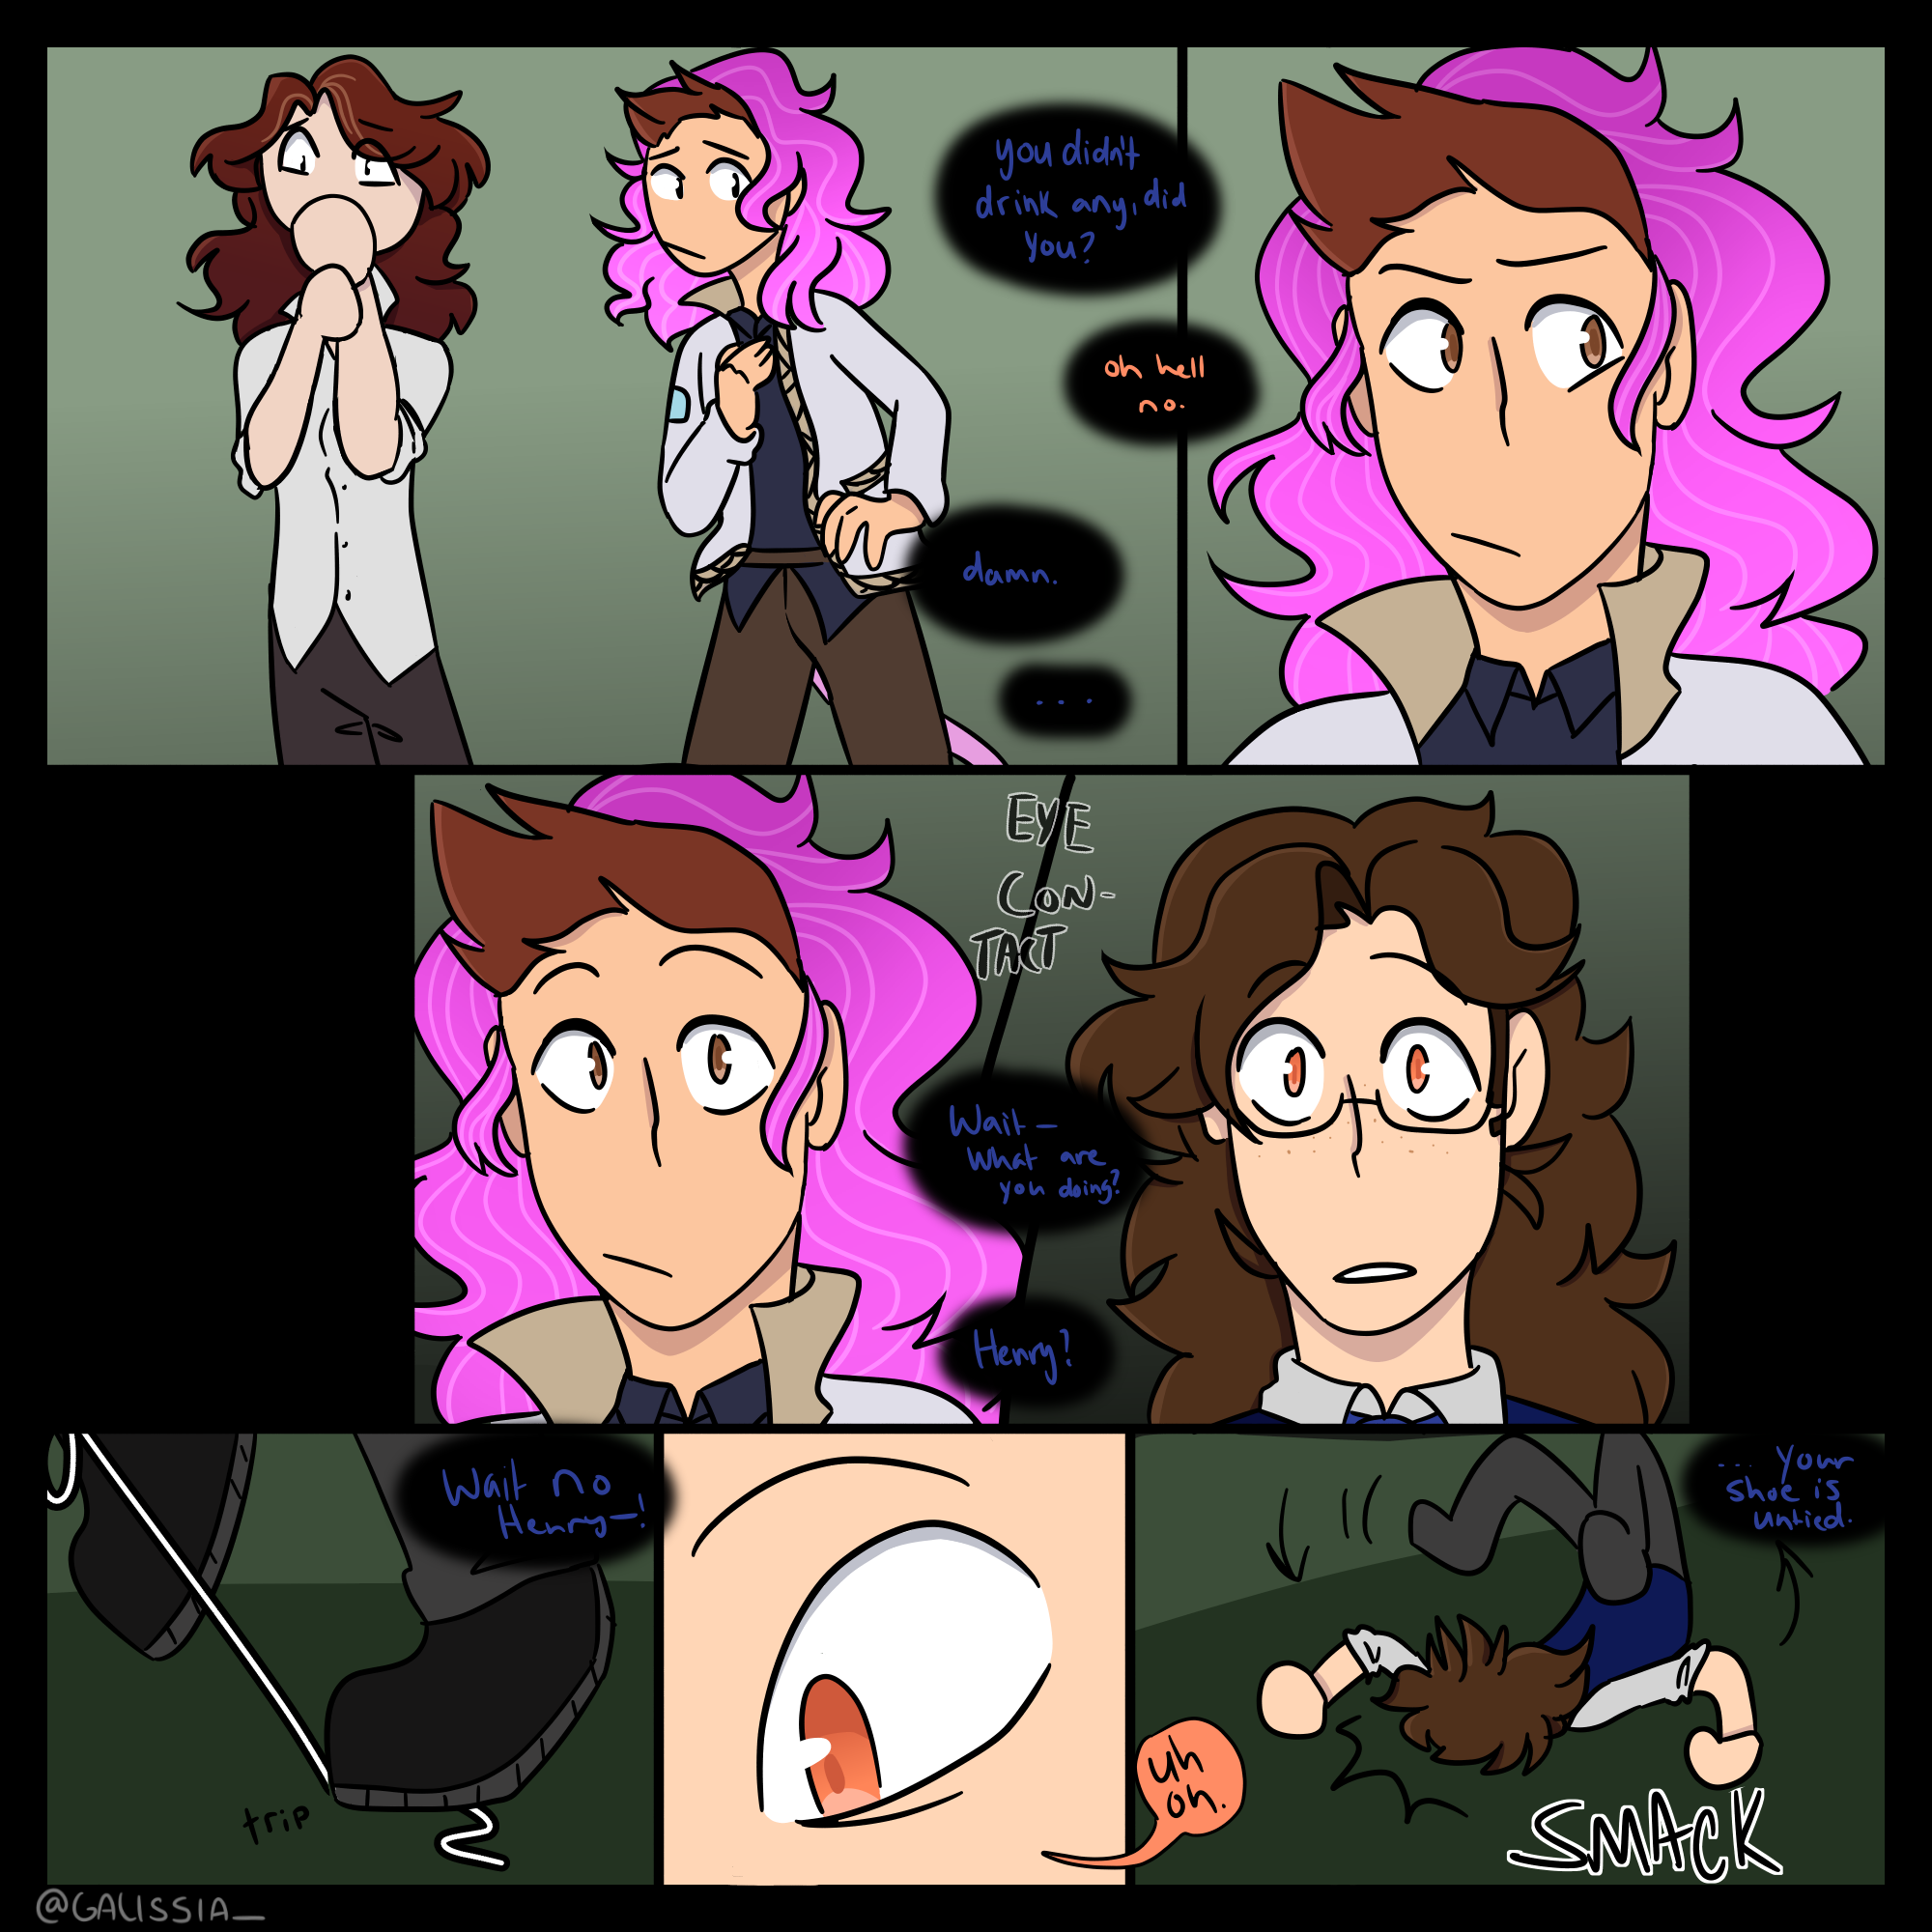 you didn't
drink any, did
you?
oh hell
no.
damn.
...
EYE
CON-
TACT
Wait—
What are
you doing?
Henry?
Wait no
Henry—!
trip
uh
oh.
... your
shoe is
untied.
SMACK
@GALISSIA_